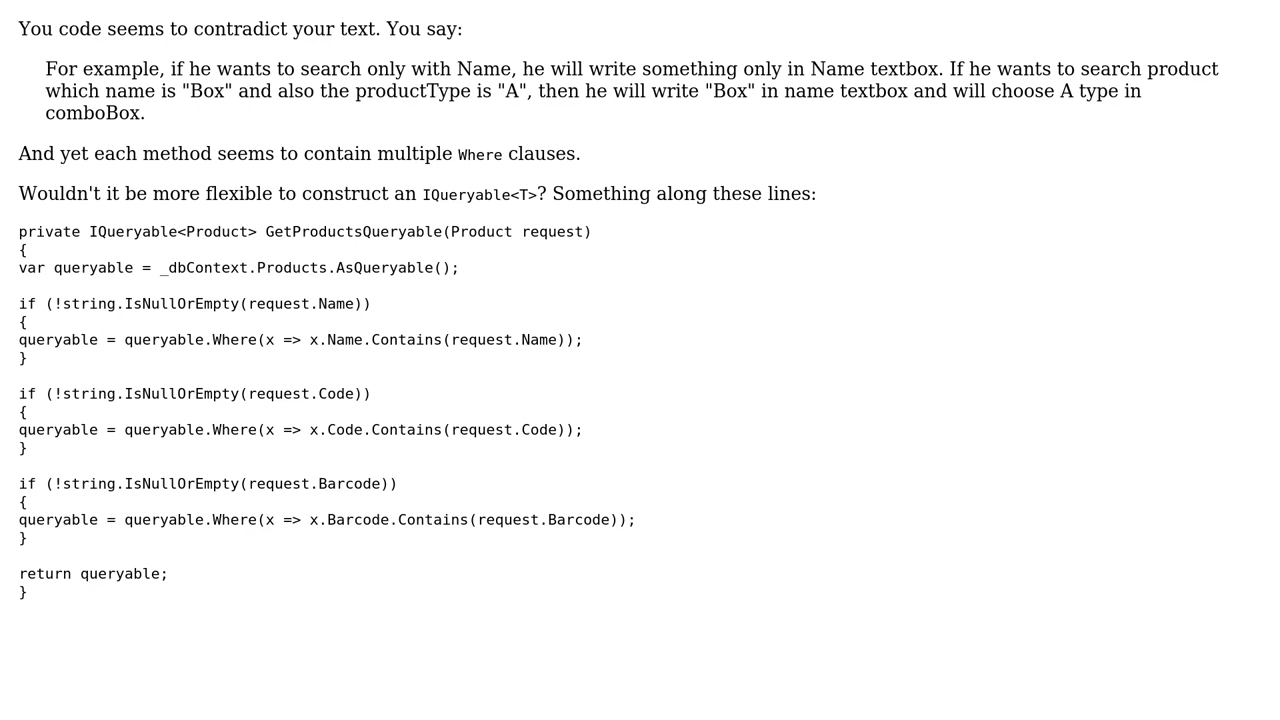 You code seems to contradict your text. You say:
For example, if he wants to search only with Name, he will write something only in Name textbox. If he wants to search product
which name is "Box" and also the productType is "A", then he will write "Box" in name textbox and will choose A type in
comboBox.
And yet each method seems to contain multiple Where clauses.
Wouldn't it be more flexible to construct an IQueryable<T>? Something along these lines:
private IQueryable<Product> GetProductsQueryable(Product request)
{
var queryable = _dbContext.Products.AsQueryable();
if (!string.IsNullOrEmpty(request.Name))
{
queryable = queryable.Where(x => x.Name.Contains(request.Name));
}
if (!string.IsNullOrEmpty(request.Code))
{
queryable = queryable.Where(x => x.Code.Contains(request.Code));
}
if (!string.IsNullOrEmpty(request.Barcode))
{
queryable = queryable.Where(x => x.Barcode.Contains(request.Barcode));
}
return queryable;
}